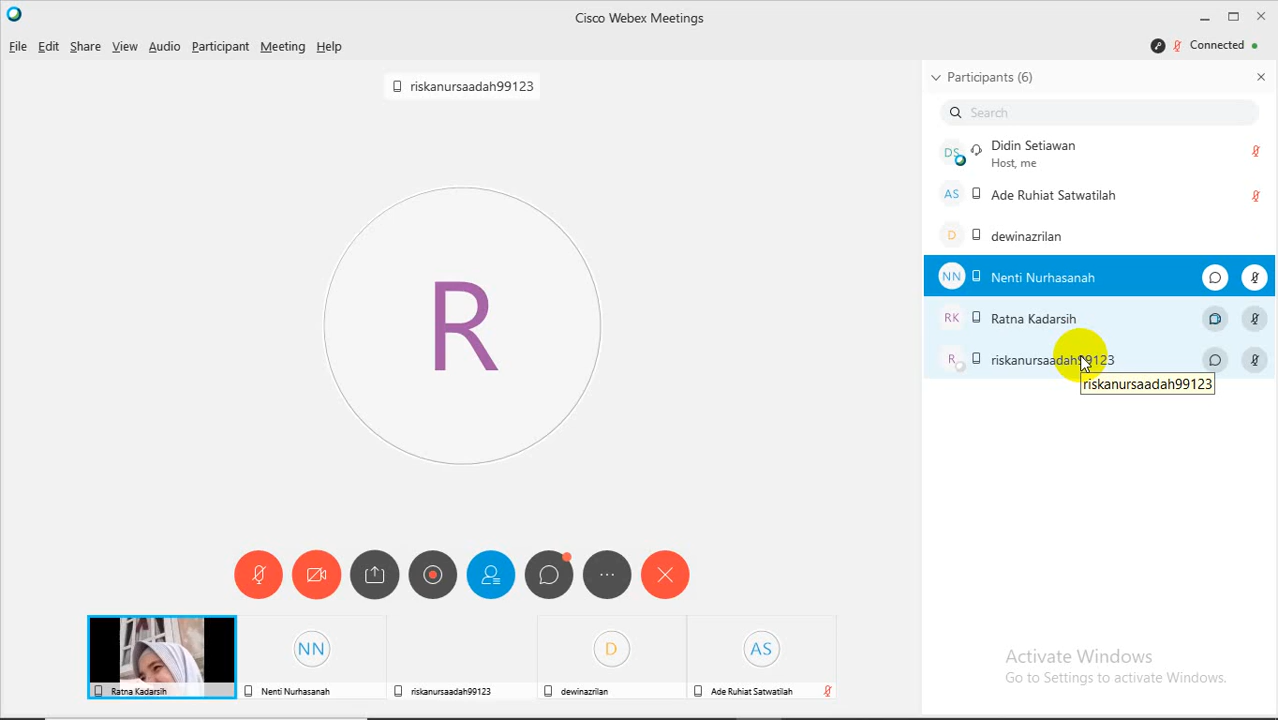 Cisco Webex Meetings
File Edit Share View Audio Participant Meeting Help
Connected
riskanursaadah99123
R
Participants (6)
Search
DS Didin Setiawan
Host, me
AS Ade Ruhiat Satwatilah
D dewinazrilan
NN Nenti Nurhasanah
RK Ratna Kadarsih
R riskanursaadah99123
riskanursaadah99123
NN
D
AS
Ratna Kadarsih
Nenti Nurhasanah
riskanursaadah99123
dewinazrilan
Ade Ruhiat Satwatilah
Activate Windows
Go to Settings to activate Windows.